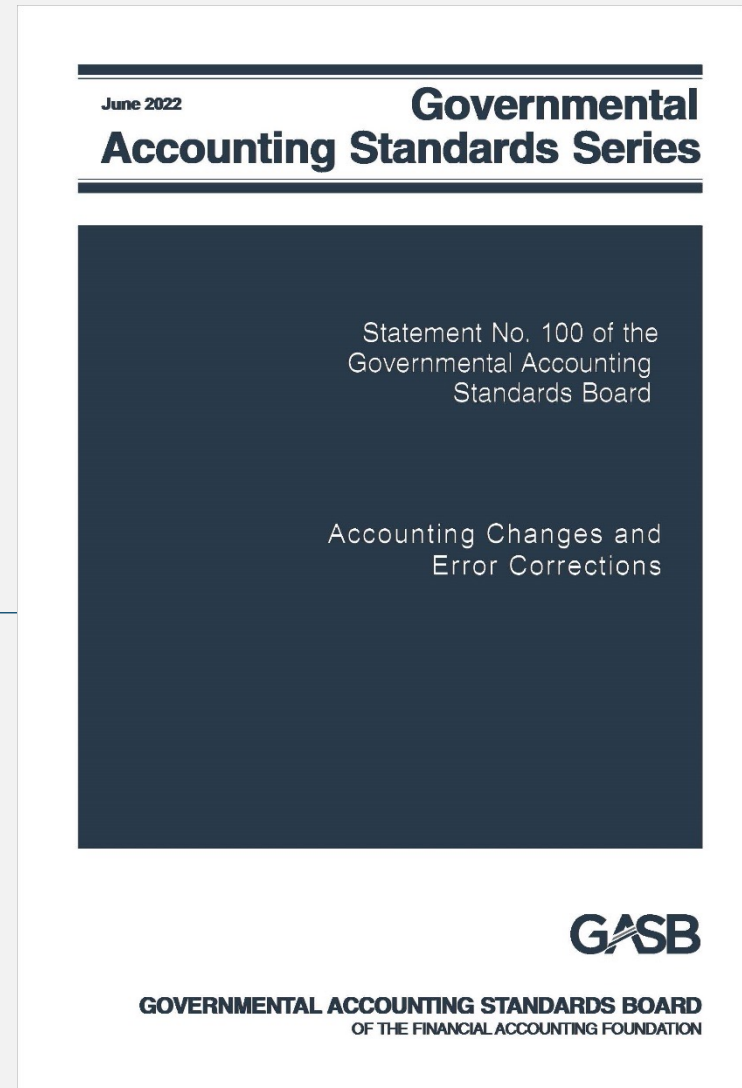 June 2022
Governmental
Accounting Standards Series
Statement No. 100 of the
Governmental Accounting
Standards Board
Accounting Changes and
Error Corrections
GASB
GOVERNMENTAL ACCOUNTING STANDARDS BOARD
OF THE FINANCIAL ACCOUNTING FOUNDATION